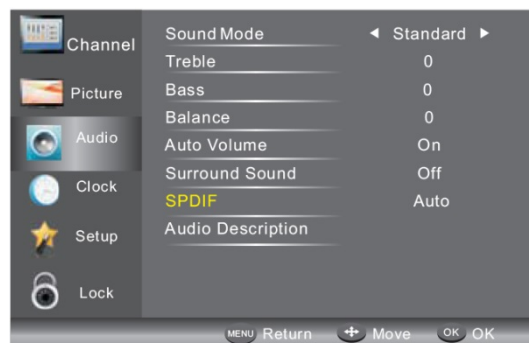 Channel
Picture
Audio
Clock
Setup
Lock
Sound Mode Standard
Treble 0
Bass 0
Balance 0
Auto Volume On
Surround Sound Off
SPDIF Auto
Audio Description
MENU Return Move OK OK